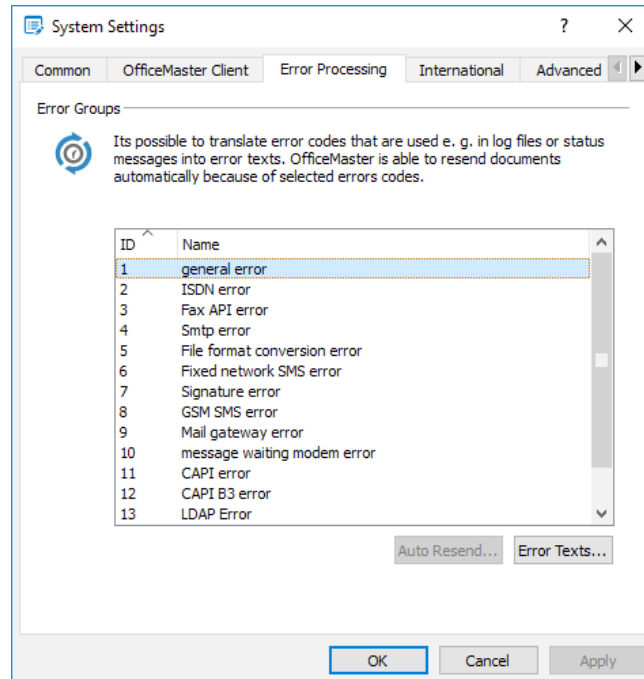 System Settings
?
Common OfficeMaster Client Error Processing International Advanced
Error Groups
Its possible to translate error codes that are used e. g. in log files or status
messages into error texts. OfficeMaster is able to resend documents
automatically because of selected errors codes.
ID Name
1 general error
2 ISDN error
3 Fax API error
4 Smtp error
5 File format conversion error
6 Fixed network SMS error
7 Signature error
8 GSM SMS error
9 Mail gateway error
10 message waiting modem error
11 CAPI error
12 CAPI B3 error
13 LDAP Error
Auto Resend... Error Texts...
OK Cancel Apply